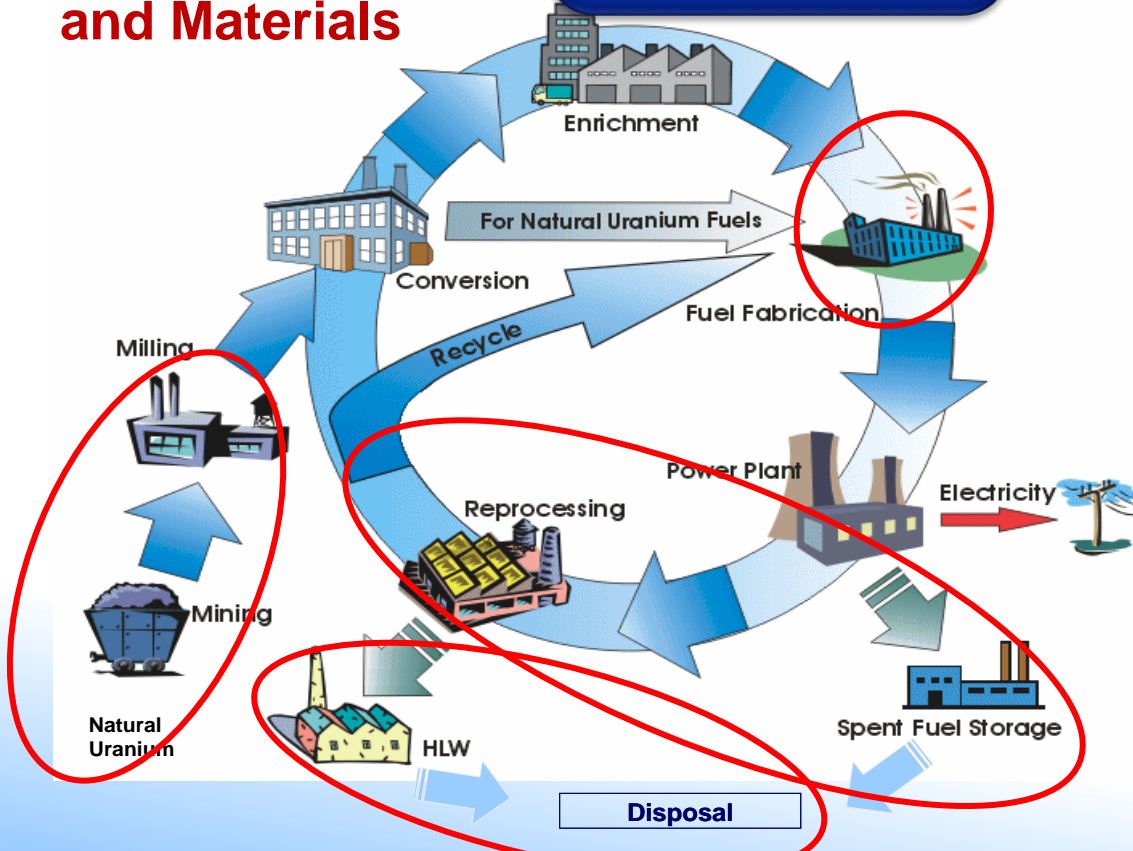 and Materials
Enrichment
For Natural Uranium Fuels
Conversion
Fuel Fabrication
Recycle
Milling
Power Plant
Electricity
Reprocessing
Mining
Natural
Uranium
Spent Fuel Storage
HLW
Disposal